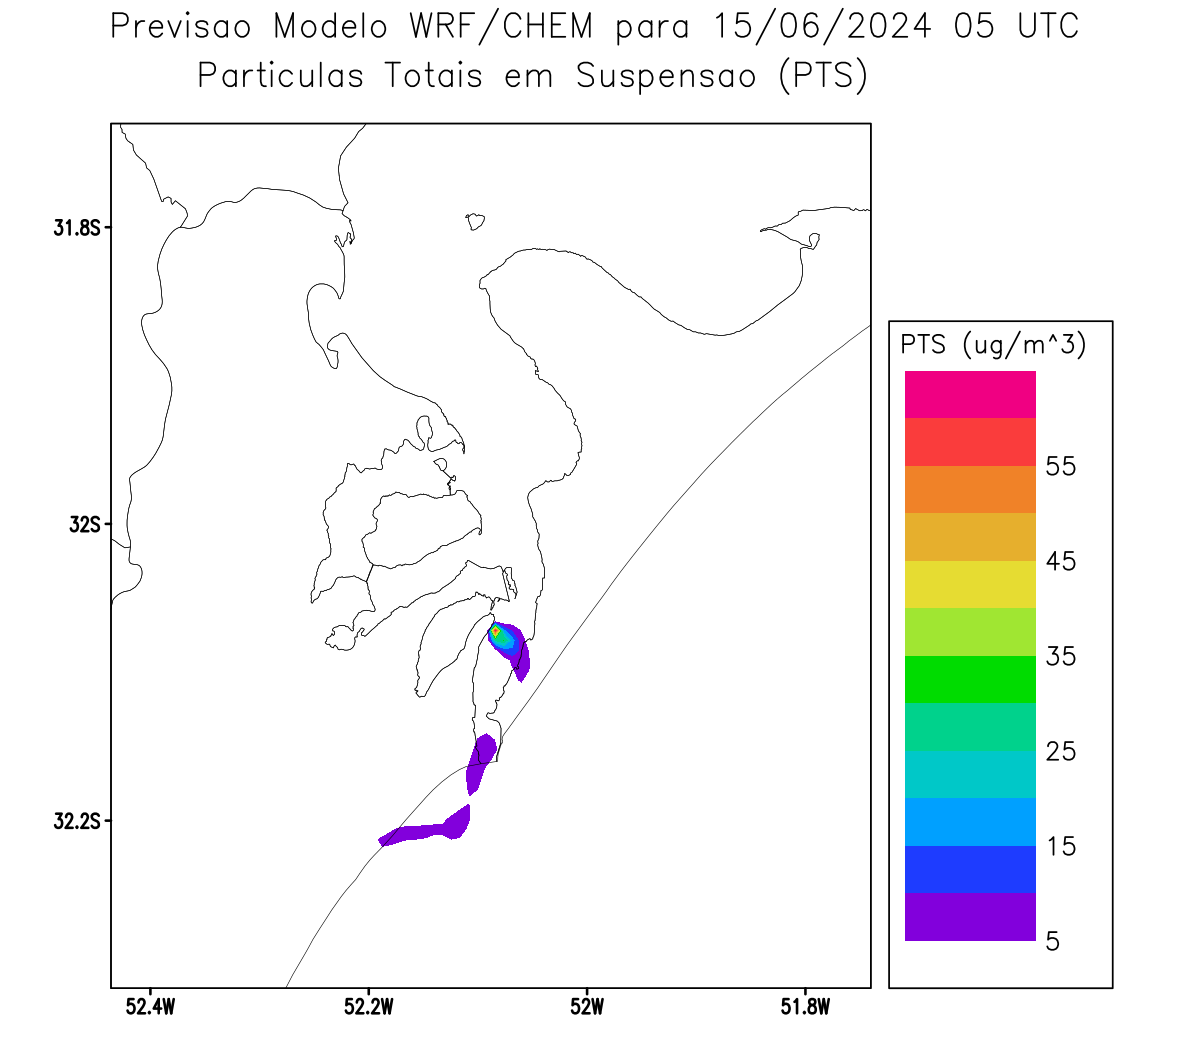 Previsao Modelo WRF/CHEM para 15/06/2024 05 UTC
Particulas Totais em Suspensao (PTS)
31.8S
32S
32.2S
52.4W
52.2W
52W
51.8W
PTS (ug/m^3)
55
45
35
25
15
5